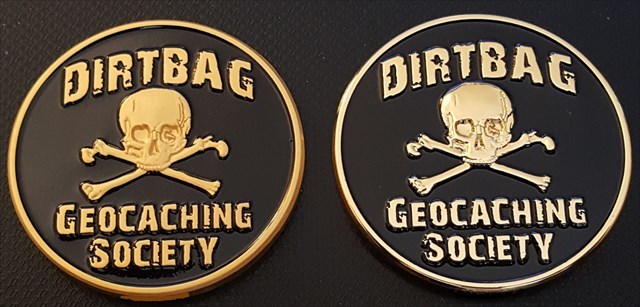 DIRTBAG
GEOCACHING
SOCIETY
DIRTBAG
GEOCACHING
SOCIETY